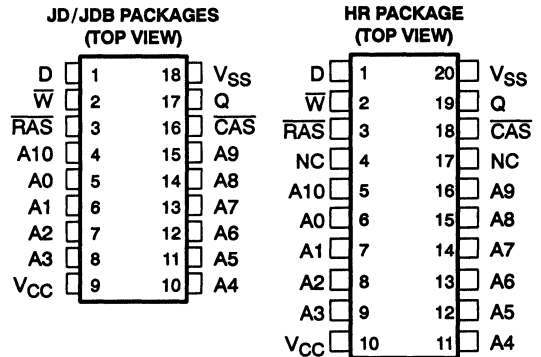 JD/JDB PACKAGES
(TOP VIEW)
D 1 18 VSS
W 2 17 Q
RAS 3 16 CAS
A10 4 15 A9
A0 5 14 A8
A1 6 13 A7
A2 7 12 A6
A3 8 11 A5
VCC 9 10 A4
HR PACKAGE
(TOP VIEW)
D 1 20 VSS
W 2 19 Q
RAS 3 18 CAS
NC 4 17 NC
A10 5 16 A9
A0 6 15 A8
A1 7 14 A7
A2 8 13 A6
A3 9 12 A5
VCC 10 11 A4